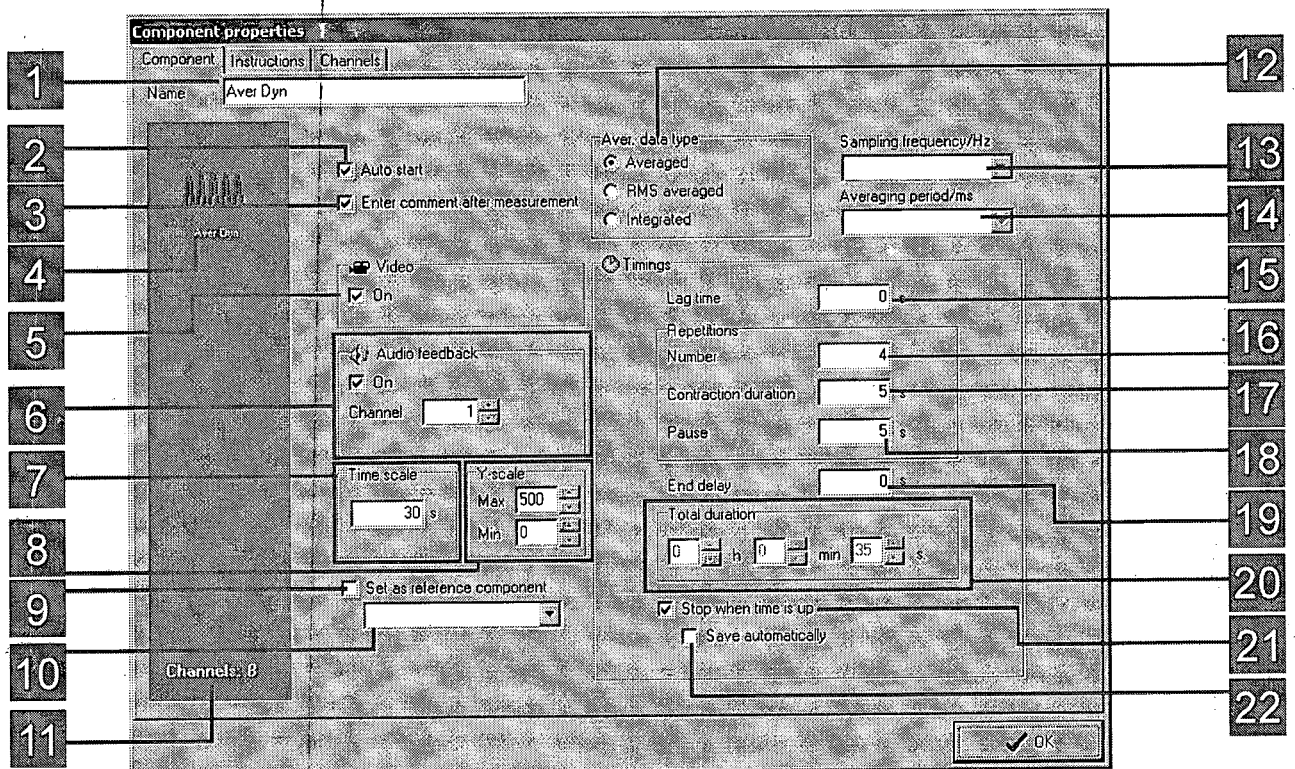 Component properties
Component Instructions Channels
Name Aver Dyn
1
2
3
4
5
6
7
8
9
10
11
12
13
14
15
16
17
18
19
20
21
22
Aver Dyn
Channels: 8
Auto start
Enter comment after measurement
Video
On
Audio feedback
On
Channel 1
Time scale
30 s
Y-scale
Max 500
Min 0
Set as reference component
Aver. data type
Averaged
RMS averaged
Integrated
Sampling frequency/Hz
Averaging period/ms
Timings
Lag time 0 s
Repetitions
Number 4
Contraction duration 5 s
Pause 5 s
End delay 0 s
Total duration
0 h 0 min 35 s
Stop when time is up
Save automatically
OK